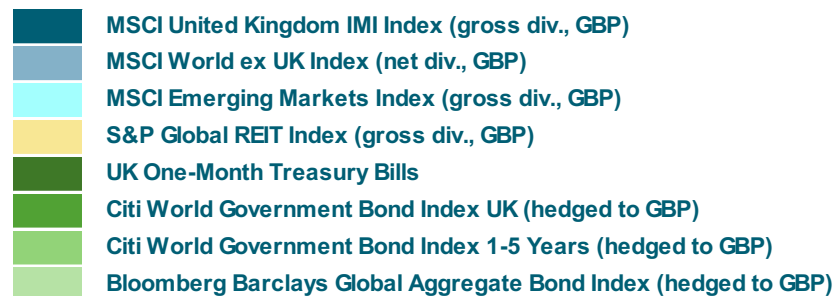 MSCI United Kingdom IMI Index (gross div., GBP)
MSCI World ex UK Index (net div., GBP)
MSCI Emerging Markets Index (gross div., GBP)
S&P Global REIT Index (gross div., GBP)
UK One-Month Treasury Bills
Citi World Government Bond Index UK (hedged to GBP)
Citi World Government Bond Index 1-5 Years (hedged to GBP)
Bloomberg Barclays Global Aggregate Bond Index (hedged to GBP)